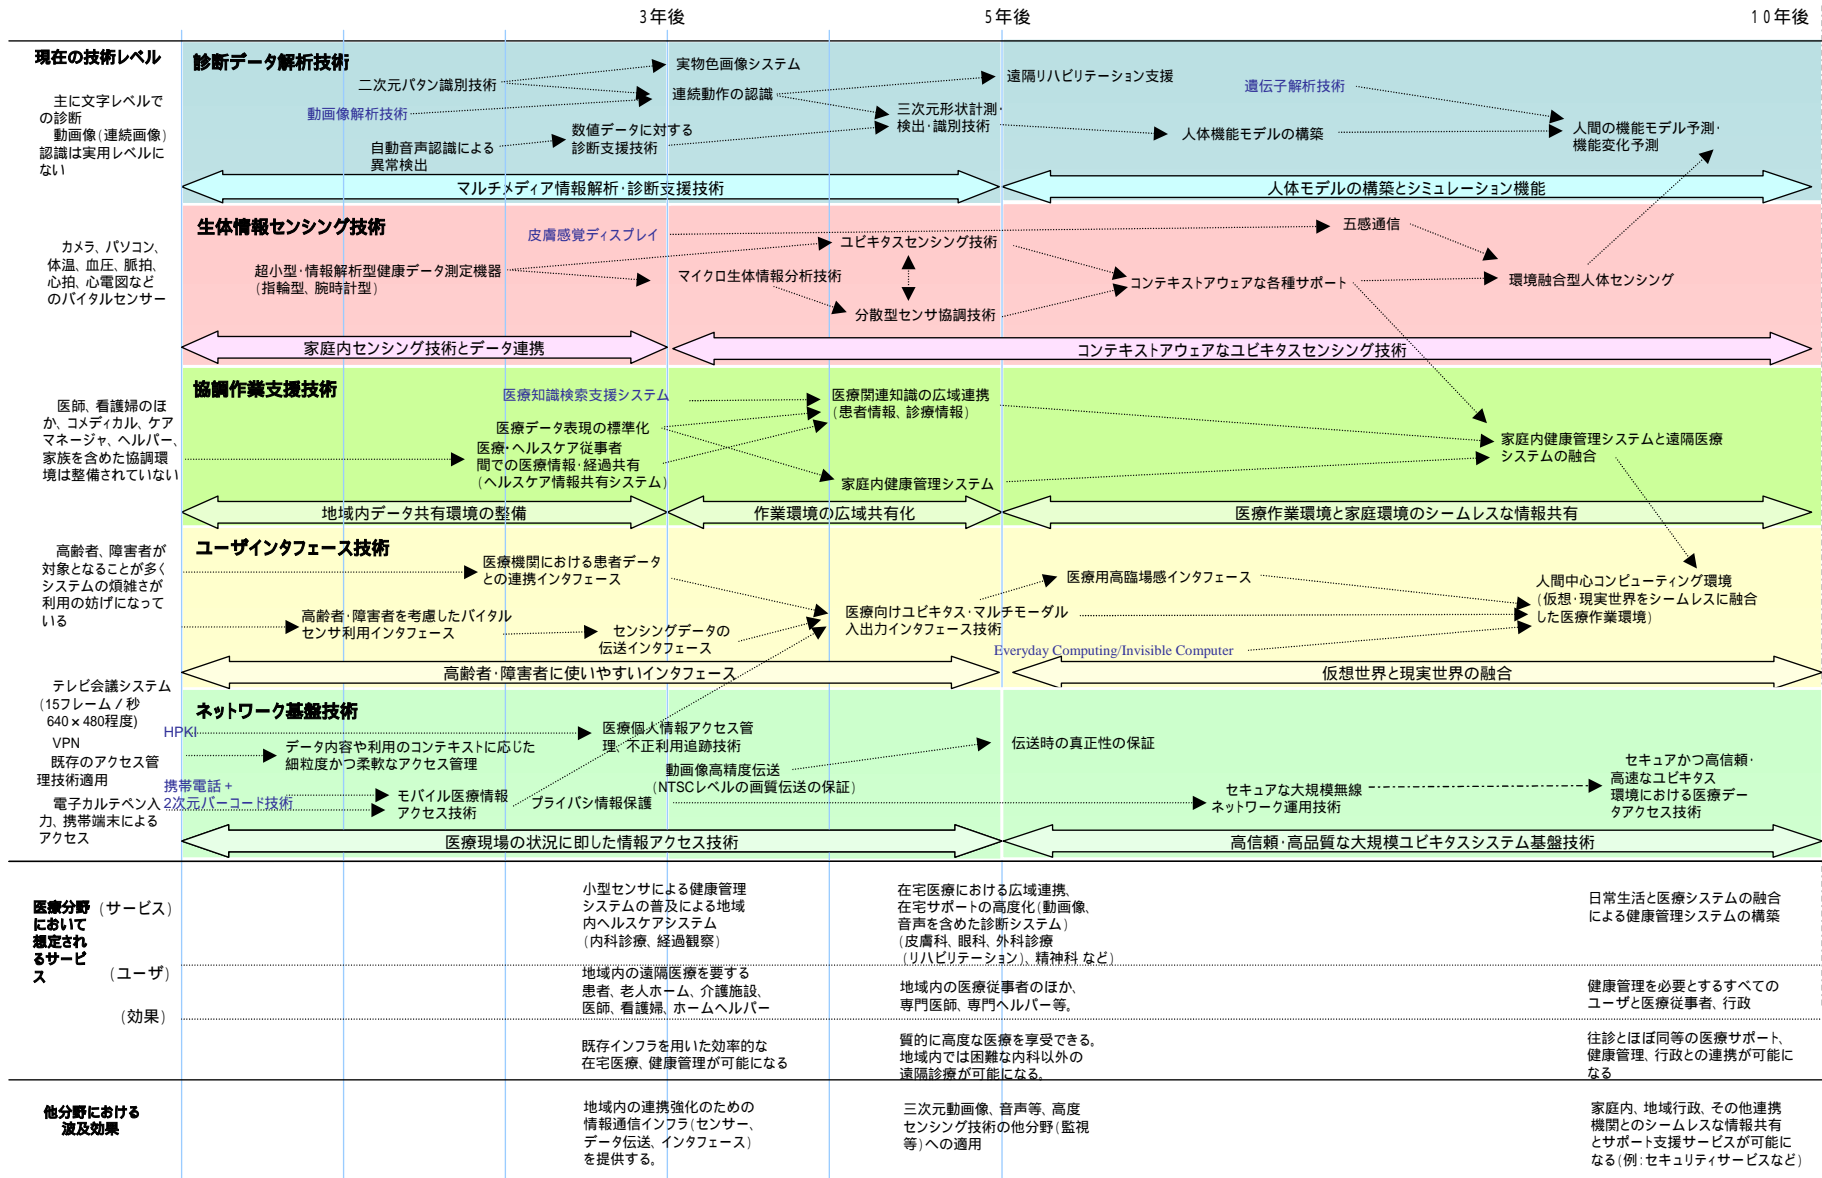 3年後
5年後
10年後
現在の技術レベル
主に文字レベルで
の診断
動画像(連続画像)
認識は実用レベルに
ない
診断データ解析技術
二次元パタン識別技術
動画像解析技術
自動音声認識による
異常検出
数値データに対する
診断支援技術
実物色画像システム
連続動作の認識
三次元形状計測・
検出・識別技術
遠隔リハビリテーション支援
人体機能モデルの構築
遺伝子解析技術
人間の機能モデル予測・
機能変化予測
マルチメディア情報解析・診断支援技術
人体モデルの構築とシミュレーション機能
カメラ、パソコン、
体温、血圧、脈拍、
心拍、心電図など
のバイタルセンサー
生体情報センシング技術
皮膚感覚ディスプレイ
超小型・情報解析型健康データ測定機器
(指輪型、腕時計型)
ユビキタスセンシング技術
マイクロ生体情報分析技術
分散型センサ協調技術
コンテキストアウェアな各種サポート
五感通信
環境融合型人体センシング
家庭内センシング技術とデータ連携
コンテキストアウェアなユビキタスセンシング技術
医師、看護婦のほ
か、コメディカル、ケア
マネージャ、ヘルパー、
家族を含めた協調環
境は整備されていない
協調作業支援技術
医療知識検索支援システム
医療データ表現の標準化
医療・ヘルスケア従事者
間での医療情報・経過共有
(ヘルスケア情報共有システム)
医療関連知識の広域連携
(患者情報、診療情報)
家庭内健康管理システム
家庭内健康管理システムと遠隔医療
システムの融合
地域内データ共有環境の整備
作業環境の広域共有化
医療作業環境と家庭環境のシームレスな情報共有
高齢者、障害者が
対象となることが多く
システムの煩雑さが
利用の妨げになって
いる
ユーザインタフェース技術
医療機関における患者データ
との連携インタフェース
高齢者・障害者を考慮したバイタル
センサ利用インタフェース
センシングデータの
伝送インタフェース
医療向けユビキタス・マルチモーダル
入出力インタフェース技術
医療用高臨場感インタフェース
Everyday Computing/Invisible Computer
人間中心コンピューティング環境
(仮想・現実世界をシームレスに融合
した医療作業環境)
高齢者・障害者に使いやすいインタフェース
仮想世界と現実世界の融合
テレビ会議システム
(15フレーム/秒
640×480程度)
VPN
既存のアクセス管
理技術適用
電子カルテペン入
力、携帯端末による
アクセス
ネットワーク基盤技術
HPKI
データ内容や利用のコンテキストに応じた
細粒度かつ柔軟なアクセス管理
携帯電話+
2次元バーコード技術
モバイル医療情報
アクセス技術
医療個人情報アクセス管
理、不正利用追跡技術
動画像高精度伝送
(NTSCレベルの画質伝送の保証)
プライバシ情報保護
伝送時の真正性の保証
セキュアな大規模無線
ネットワーク運用技術
セキュアかつ高信頼・
高速なユビキタス
環境における医療デー
タアクセス技術
医療現場の状況に即した情報アクセス技術
高信頼・高品質な大規模ユビキタスシステム基盤技術
医療分野
において
想定され
るサービ
ス
(サービス)
小型センサによる健康管理
システムの普及による地域
内ヘルスケアシステム
(内科診療、経過観察)
在宅医療における広域連携、
在宅サポートの高度化(動画像、
音声を含めた診断システム)
(皮膚科、眼科、外科診療
(リハビリテーション)、精神科 など)
日常生活と医療システムの融合
による健康管理システムの構築
(ユーザ)
地域内の遠隔医療を要する
患者、老人ホーム、介護施設、
医師、看護婦、ホームヘルパー
地域内の医療従事者のほか、
専門医師、専門ヘルパー等。
健康管理を必要とするすべての
ユーザと医療従事者、行政
(効果)
既存インフラを用いた効率的な
在宅医療、健康管理が可能になる
質的に高度な医療を享受できる。
地域内では困難な内科以外の
遠隔診療が可能になる。
往診とほぼ同等の医療サポート、
健康管理、行政との連携が可能に
なる
他分野における
波及効果
地域内の連携強化のための
情報通信インフラ(センサー、
データ伝送、インタフェース)
を提供する。
三次元動画像、音声等、高度
センシング技術の他分野(監視
等)への適用
家庭内、地域行政、その他連携
機関とのシームレスな情報共有
とサポート支援サービスが可能に
なる(例:セキュリティサービスなど)